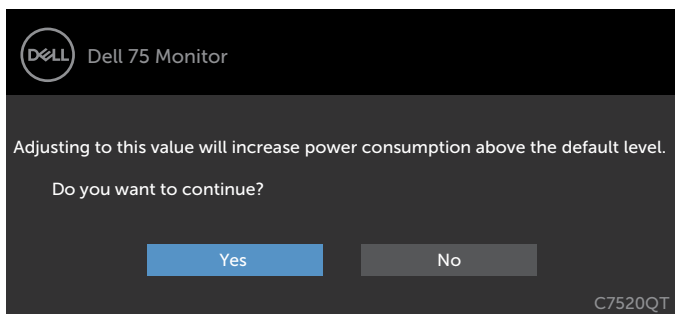 DELL
Dell 75 Monitor
Adjusting to this value will increase power consumption above the default level.
Do you want to continue?
Yes
No
C7520QT